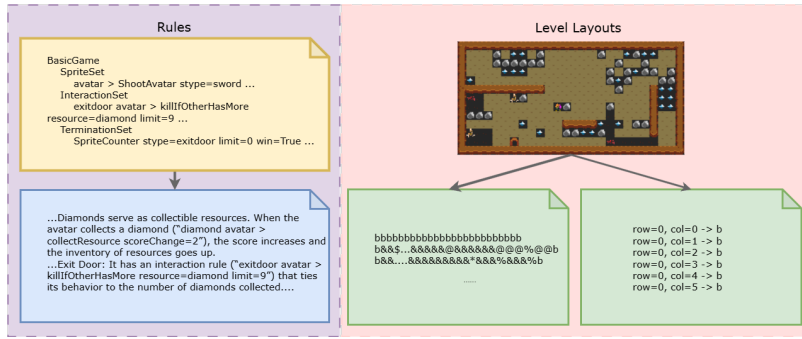 Rules
BasicGame
SpriteSet
avatar > ShootAvatar stype=sword ...
InteractionSet
exitdoor avatar > killIfOtherHasMore
resource=diamond limit=9 ...
TerminationSet
SpriteCounter stype=exitdoor limit=0 win=True ...
...Diamonds serve as collectible resources. When the
avatar collects a diamond (“diamond avatar >
collectResource scoreChange=2”), the score increases and
the inventory of resources goes up.
...Exit Door: It has an interaction rule (“exitdoor avatar >
killIfOtherHasMore resource=diamond limit=9”) that ties
its behavior to the number of diamonds collected....
Level Layouts
bbbbbbbbbbbbbbbbbbbbbbbbbb
b&&$...&&&&&@&&&&&&@@@%@@b
b&&....&&&&&&&&&*&&&%&&&%b
......
row=0, col=0 -> b
row=0, col=1 -> b
row=0, col=2 -> b
row=0, col=3 -> b
row=0, col=4 -> b
row=0, col=5 -> b